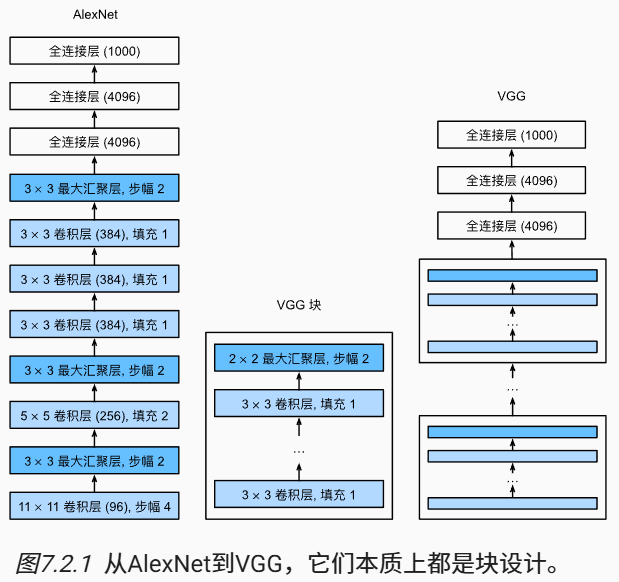 AlexNet
全连接层 (1000)
全连接层 (4096)
全连接层 (4096)
3 × 3 最大汇聚层, 步幅 2
3 × 3 卷积层 (384), 填充 1
3 × 3 卷积层 (384), 填充 1
3 × 3 卷积层 (384), 填充 1
3 × 3 最大汇聚层, 步幅 2
5 × 5 卷积层 (256), 填充 2
3 × 3 最大汇聚层, 步幅 2
11 × 11 卷积层 (96), 步幅 4
VGG 块
2 × 2 最大汇聚层, 步幅 2
3 × 3 卷积层, 填充 1
...
3 × 3 卷积层, 填充 1
VGG
全连接层 (1000)
全连接层 (4096)
全连接层 (4096)
...
...
...
图7.2.1 从AlexNet到VGG，它们本质上都是块设计。